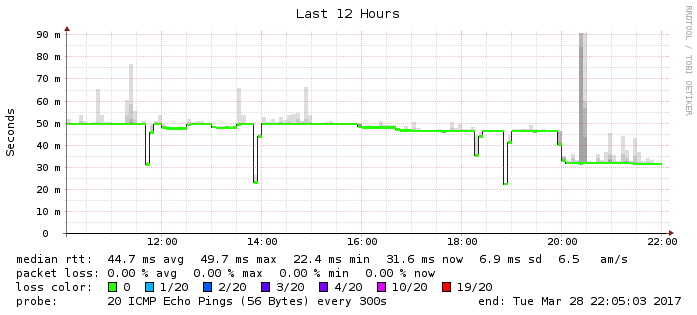 Last 12 Hours
RRDTOOL / TOBI OETIKER
Seconds
90 m
80 m
70 m
60 m
50 m
40 m
30 m
20 m
10 m
0
12:00 14:00 16:00 18:00 20:00 22:00
median rtt: 44.7 ms avg 49.7 ms max 22.4 ms min 31.6 ms now 6.9 ms sd 6.5 am/s
packet loss: 0.00 % avg 0.00 % max 0.00 % min 0.00 % now
loss color: 0 1/20 2/20 3/20 4/20 10/20 19/20
probe: 20 ICMP Echo Pings (56 Bytes) every 300s end: Tue Mar 28 22:05:03 2017